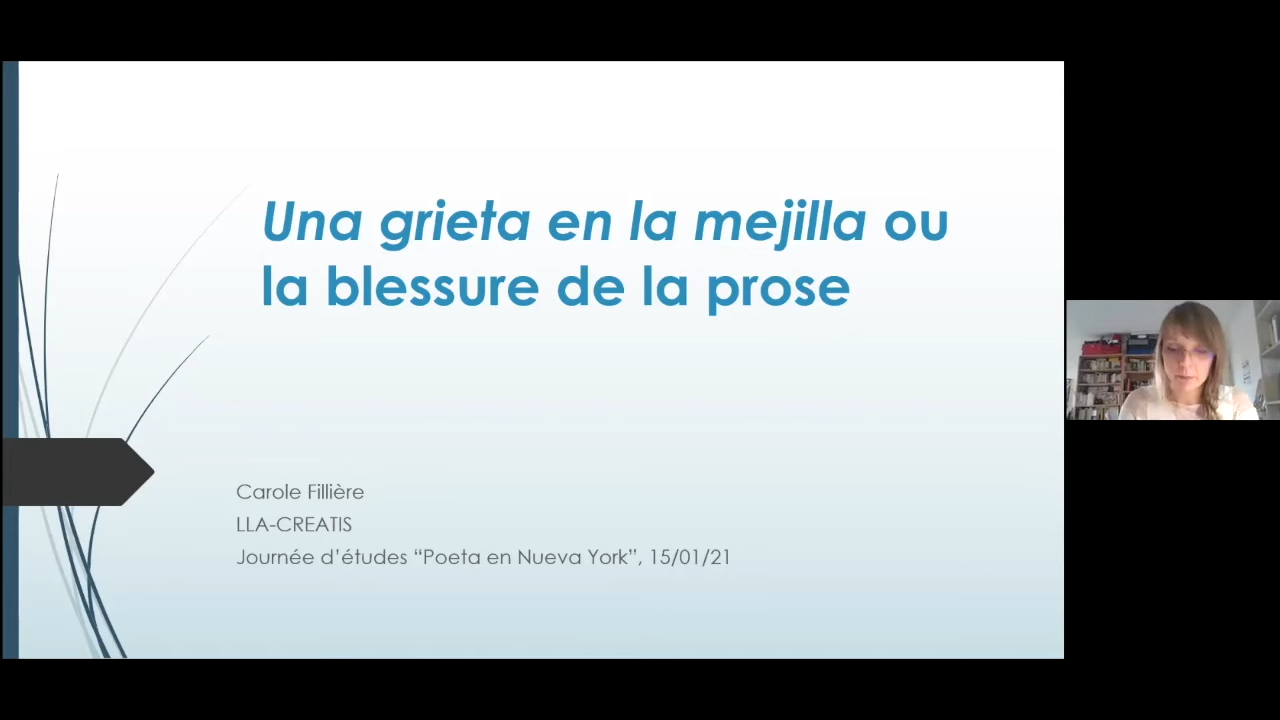 Una grieta en la mejilla ou
la blessure de la prose
Carole Fillière
LLA-CREATIS
Journée d'études “Poeta en Nueva York”, 15/01/21